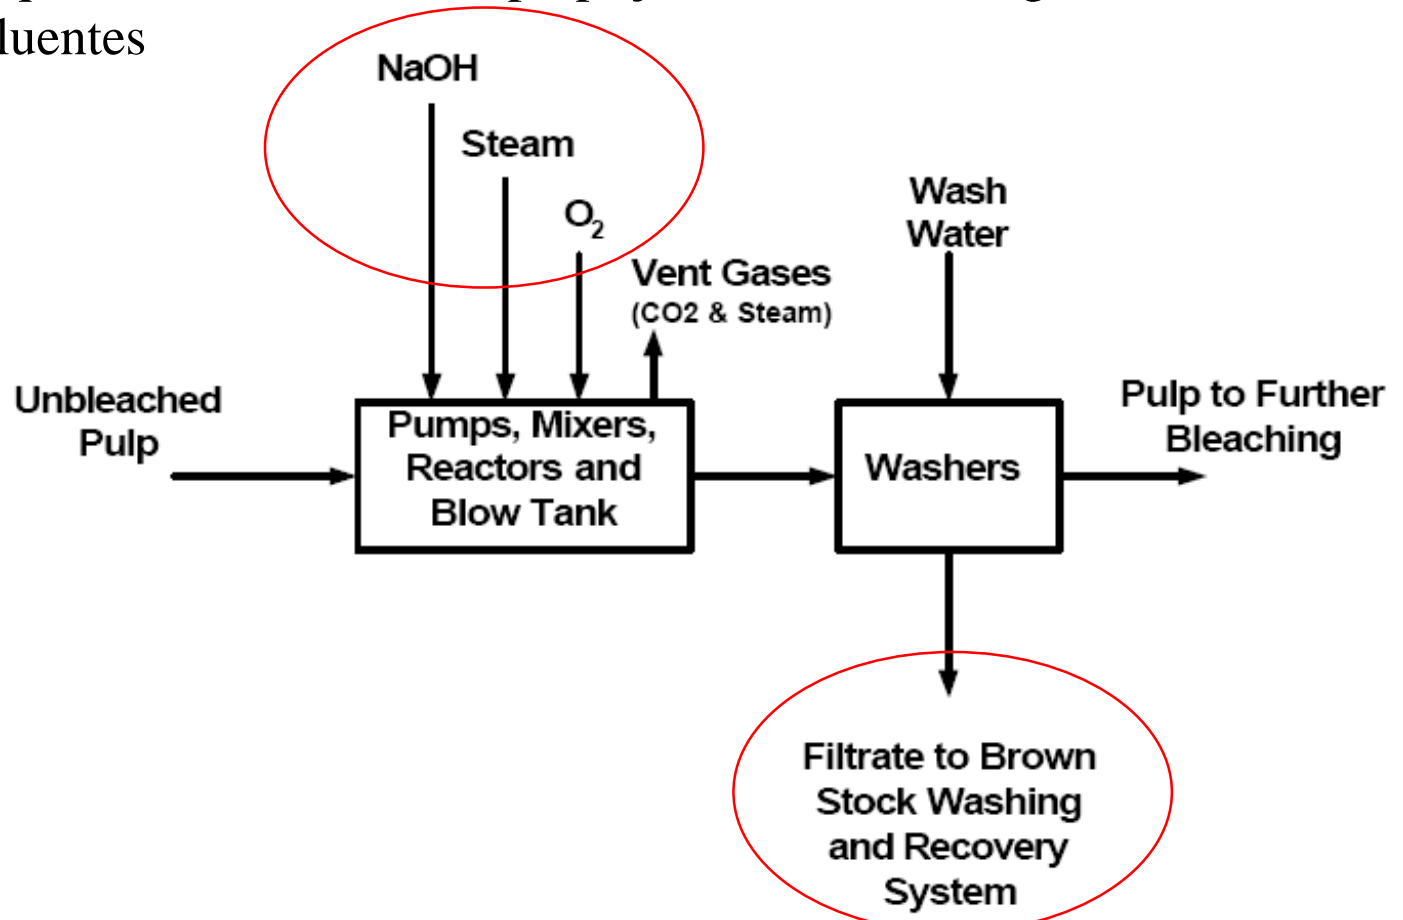 luentes
NaOH
Steam
O₂
Vent Gases
(CO2 & Steam)
Wash
Water
Unbleached
Pulp
Pumps, Mixers,
Reactors and
Blow Tank
Washers
Pulp to Further
Bleaching
Filtrate to Brown
Stock Washing
and Recovery
System